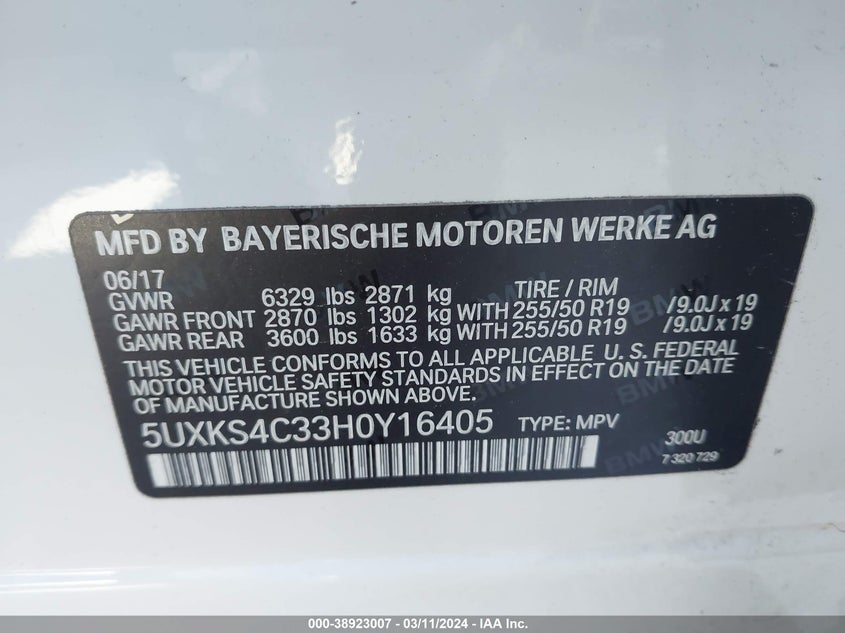 MFD BY BAYERISCHE MOTOREN WERKE AG
06/17 TIRE / RIM
GVWR 6329 lbs 2871 kg
GAWR FRONT 2870 lbs 1302 kg WITH 255/50 R19 /9.0J x 19
GAWR REAR 3600 lbs 1633 kg WITH 255/50 R19 /9.0J x 19
THIS VEHICLE CONFORMS TO ALL APPLICABLE U. S. FEDERAL
MOTOR VEHICLE SAFETY STANDARDS IN EFFECT ON THE DATE
OF MANUFACTURE SHOWN ABOVE.
5UXKS4C33H0Y16405 TYPE: MPV 300U
7 320 729
BMW
000-38923007 - 03/11/2024 - IAA Inc.